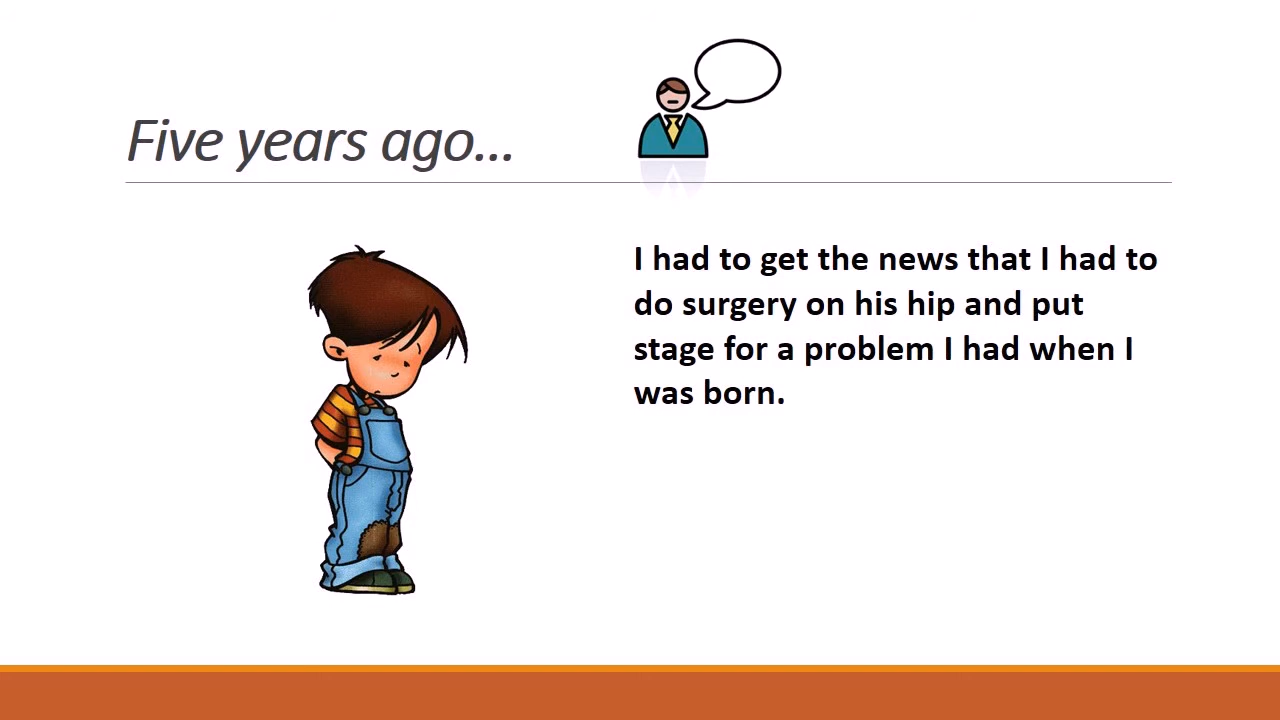 Five years ago...
I had to get the news that I had to
do surgery on his hip and put
stage for a problem I had when I
was born.